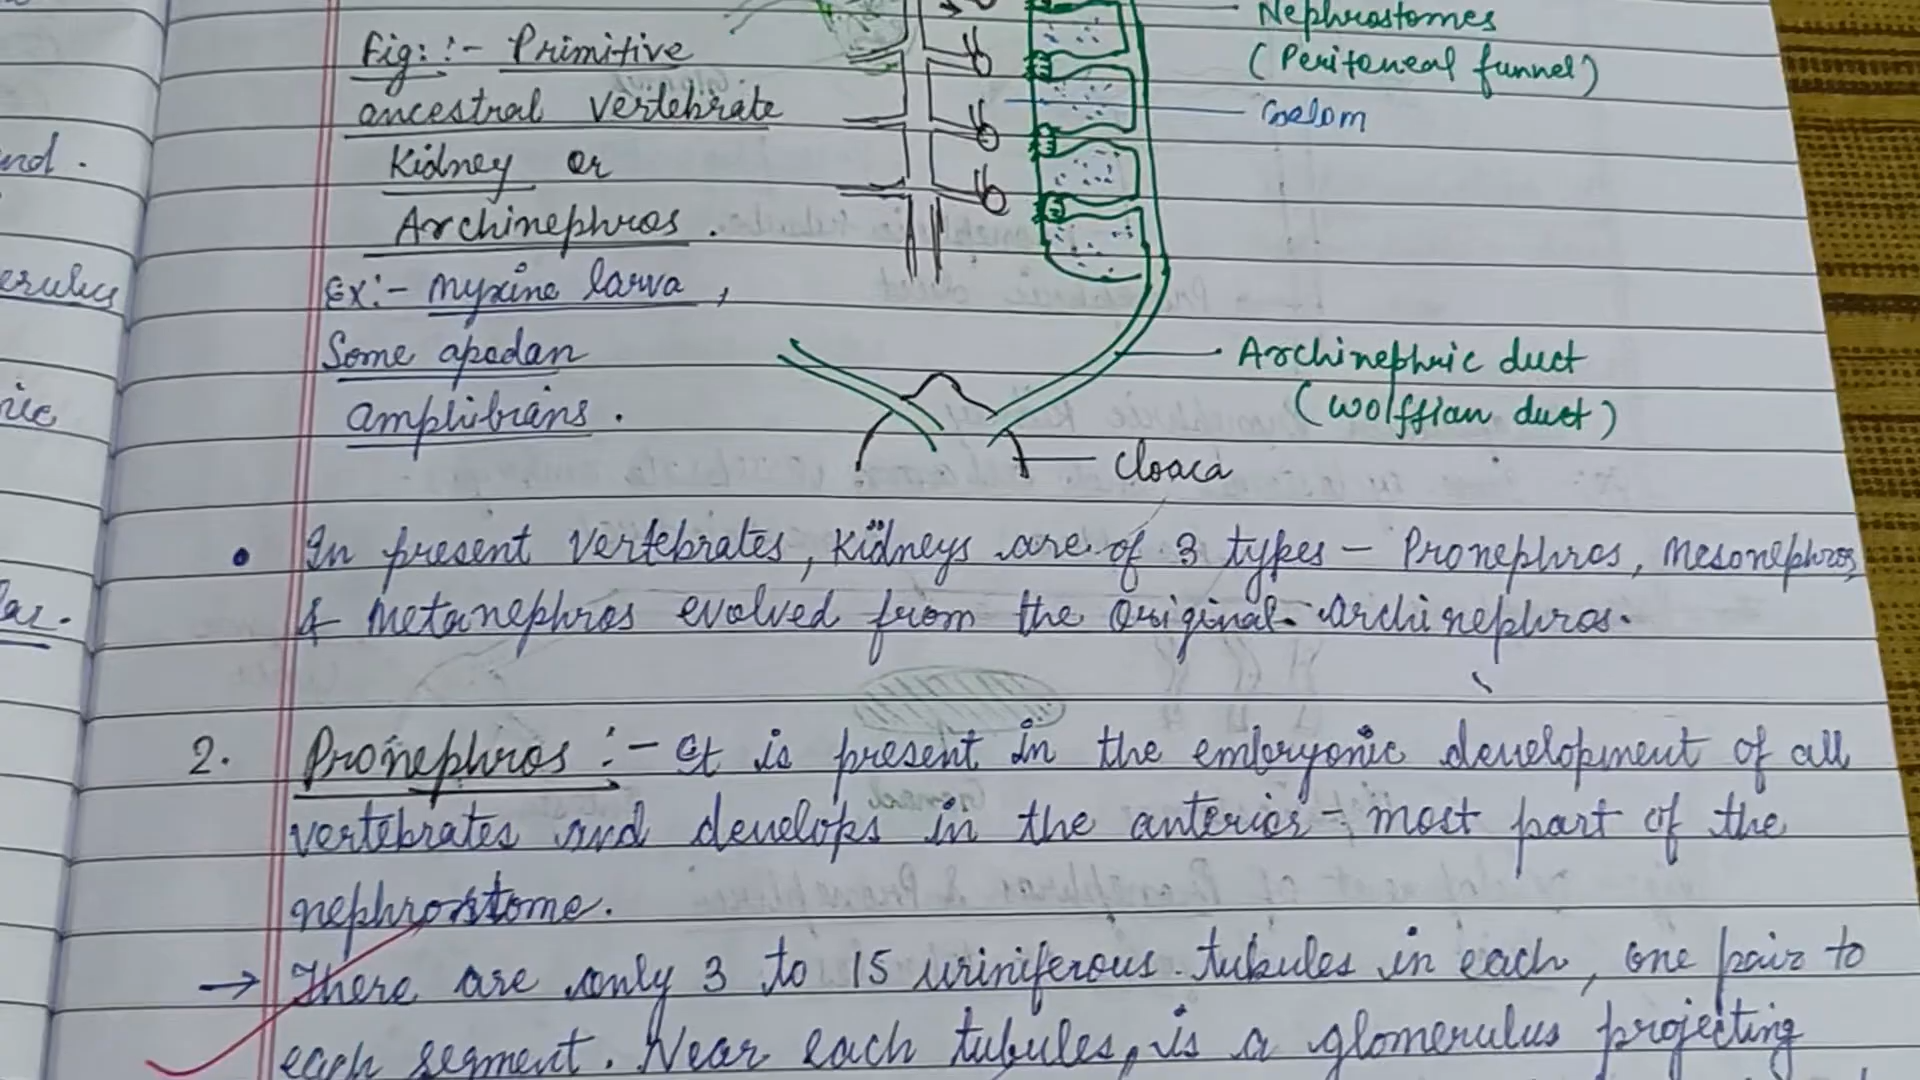 Nephrostomes
(Peritoneal funnel)
Coelom
Fig: :- Primitive
ancestral vertebrate
Kidney or
Archinephros.
Ex:- Myxine larva,
Some apodan
amphibians.
Archinephric duct
(Wolffian duct)
Cloaca
nd.
erulus
ric
lar.
• In present vertebrates, Kidneys are of 3 types - Pronephros, Mesonephros,
& Metanephros evolved from the Original archinephros.
2. Pronephros :- It is present in the embryonic development of all
vertebrates and develops in the anterior-most part of the
nephrostome.
→ There are only 3 to 15 uriniferous tubules in each, one pair to
each segment. Near each tubules, is a glomerulus projecting